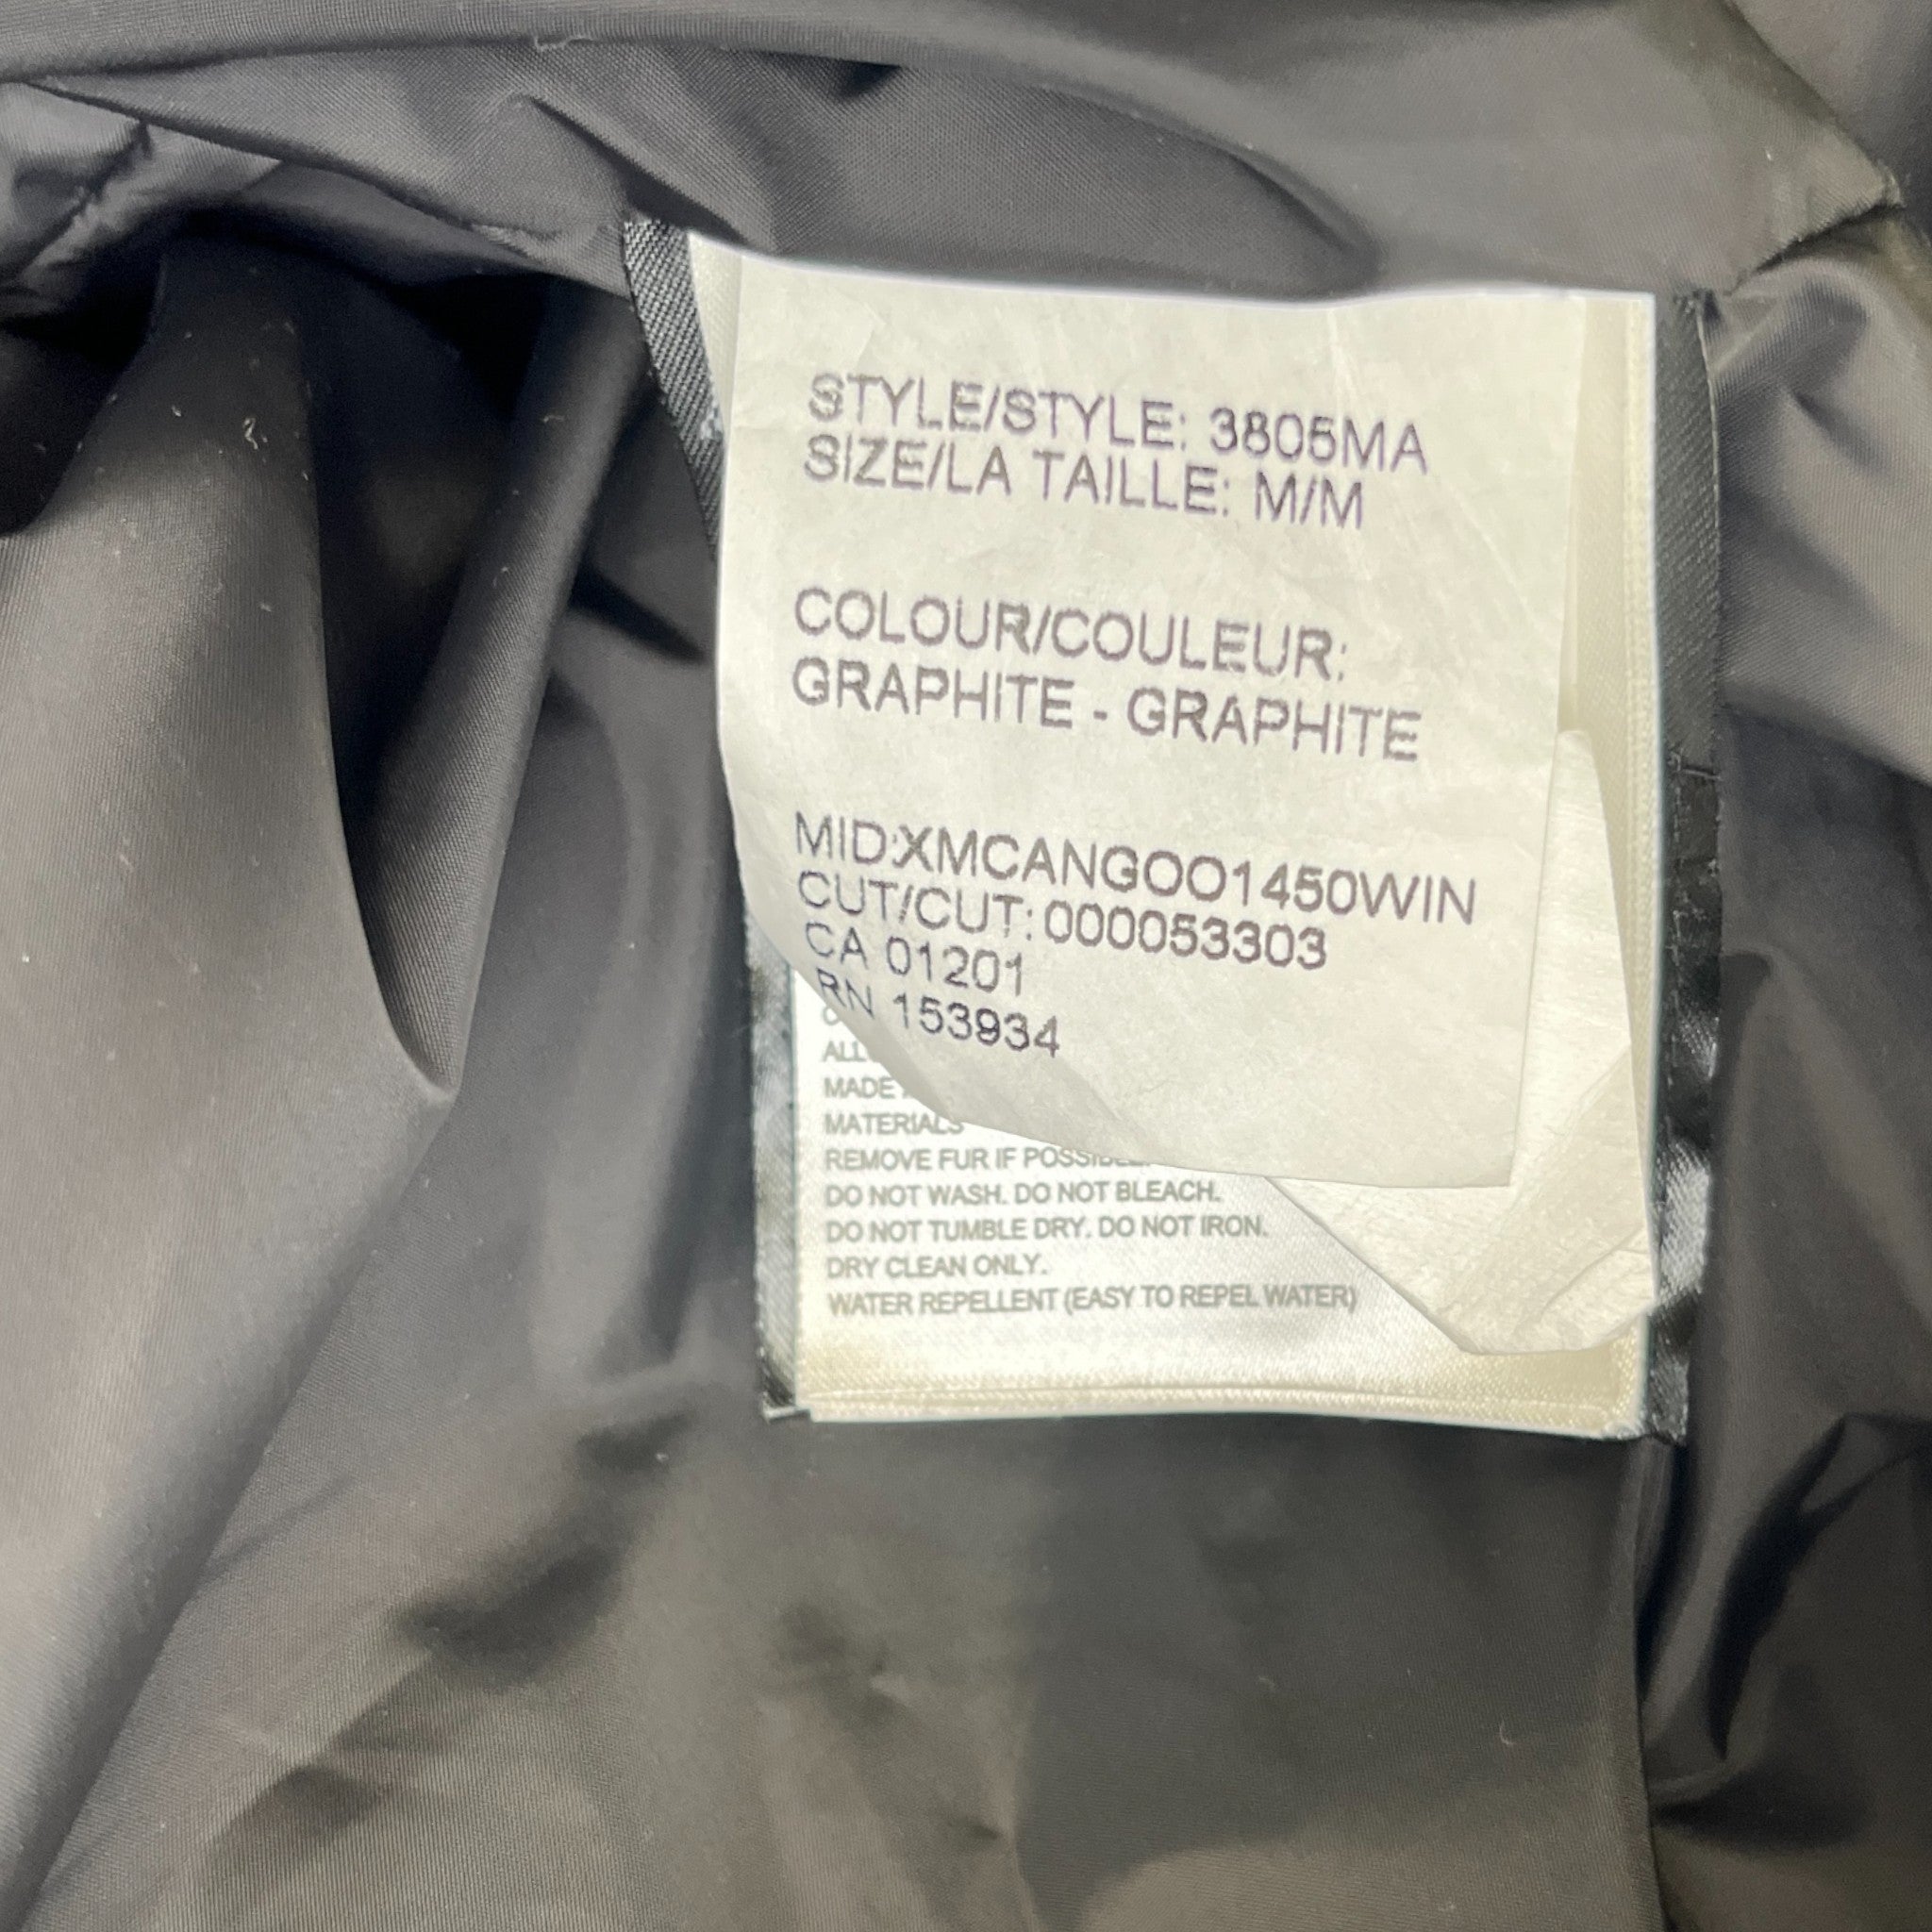 STYLE/STYLE: 3805MA
SIZE/LA TAILLE: M/M
COLOUR/COULEUR:
GRAPHITE - GRAPHITE
MID:XMCANGOO1450WIN
CUT/CUT: 000053303
CA 01201
RN 153934
MADE
MATERIALS
REMOVE FUR IF POSSIBLE.
DO NOT WASH. DO NOT BLEACH.
DO NOT TUMBLE DRY. DO NOT IRON.
DRY CLEAN ONLY.
WATER REPELLENT (EASY TO REPEL WATER)